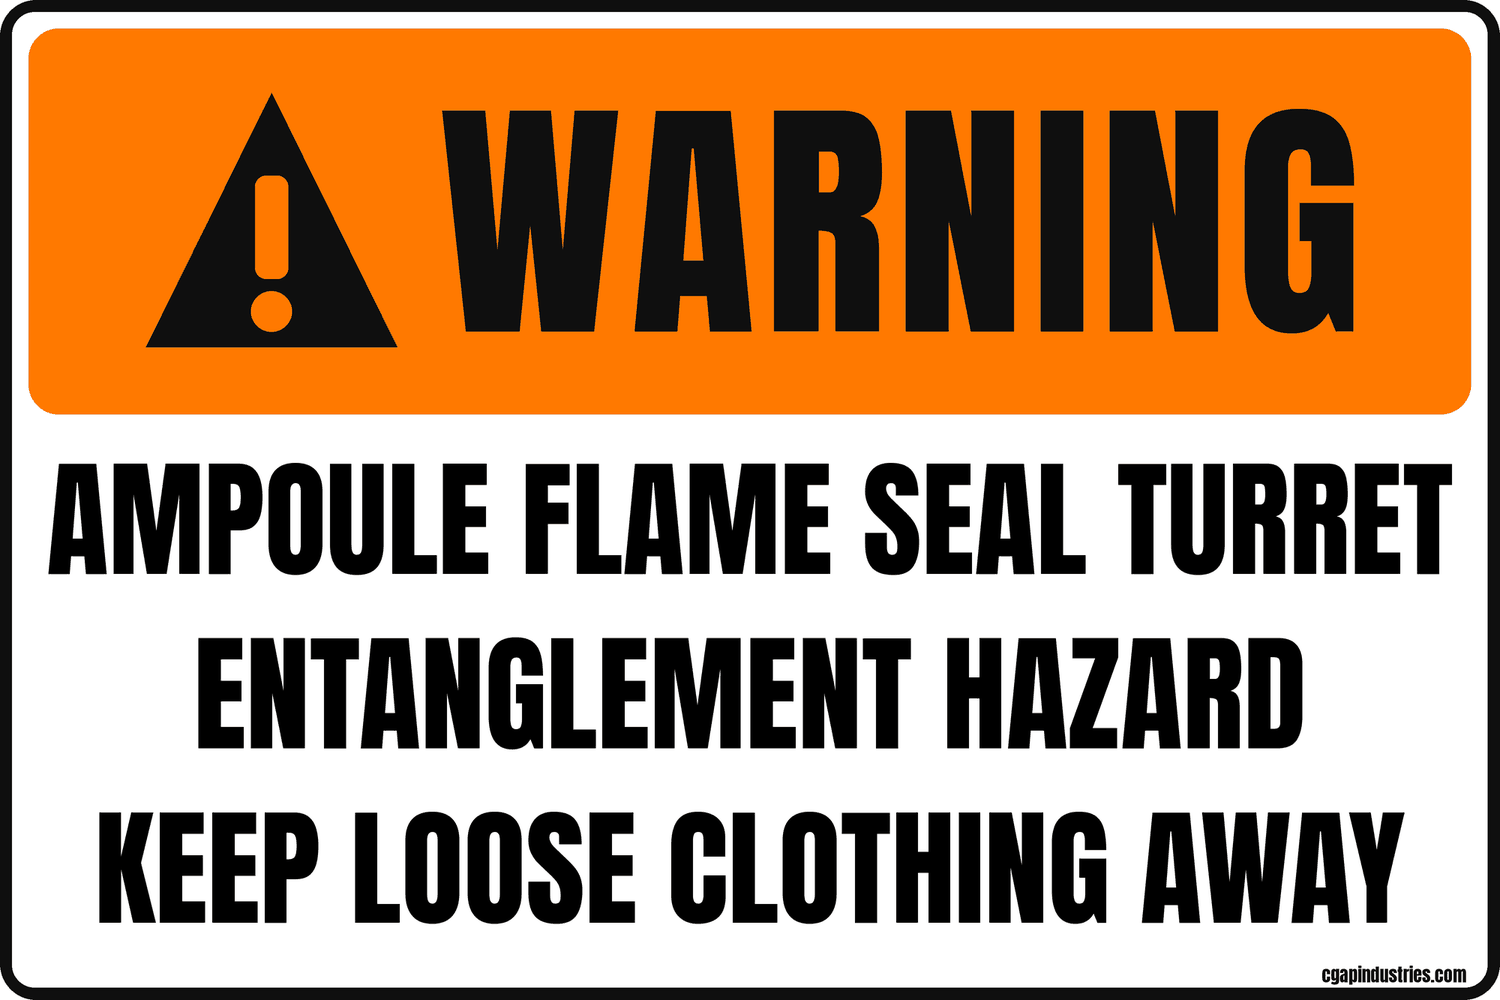 WARNING
AMPOULE FLAME SEAL TURRET
ENTANGLEMENT HAZARD
KEEP LOOSE CLOTHING AWAY
cgapindustries.com